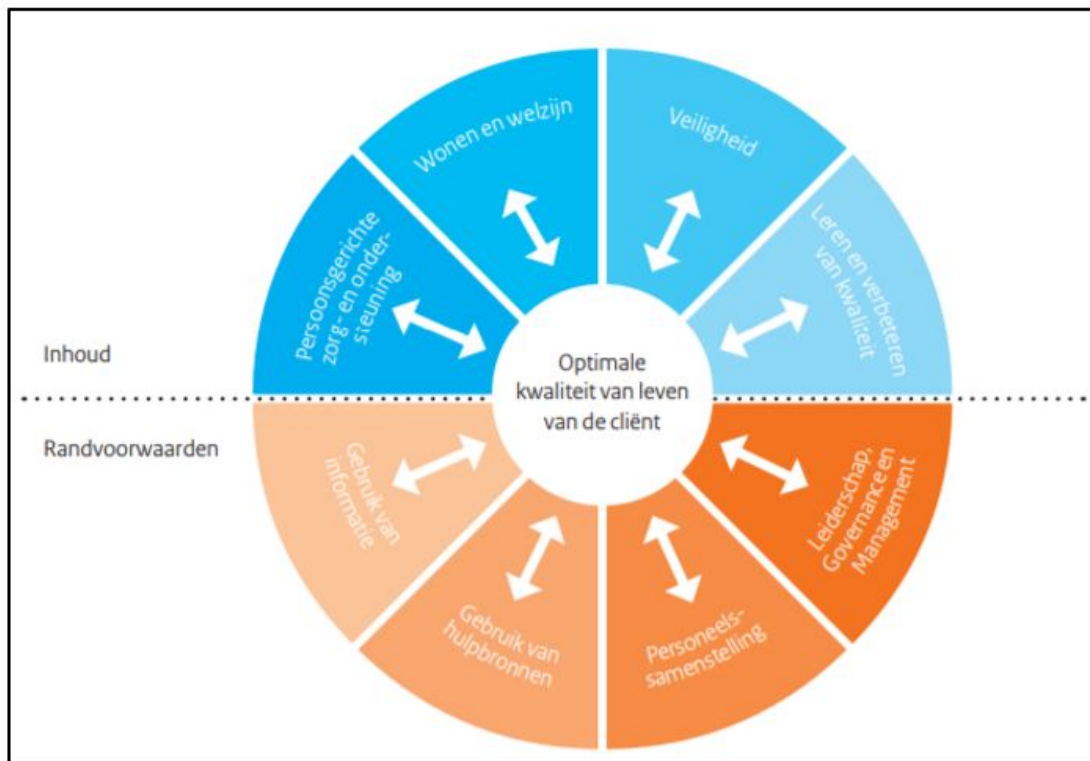 Wonen en welzijn
Veiligheid
Persoonsgerichte
zorg- en onder-
steuning
Leren en verbeteren
van kwaliteit
Inhoud
Optimale
kwaliteit van leven
van de cliënt
Randvoorwaarden
Gebruik van
informatie
Leiderschap,
Governance en
Management
Gebruik van
hulpbronnen
Personeels-
samenstelling